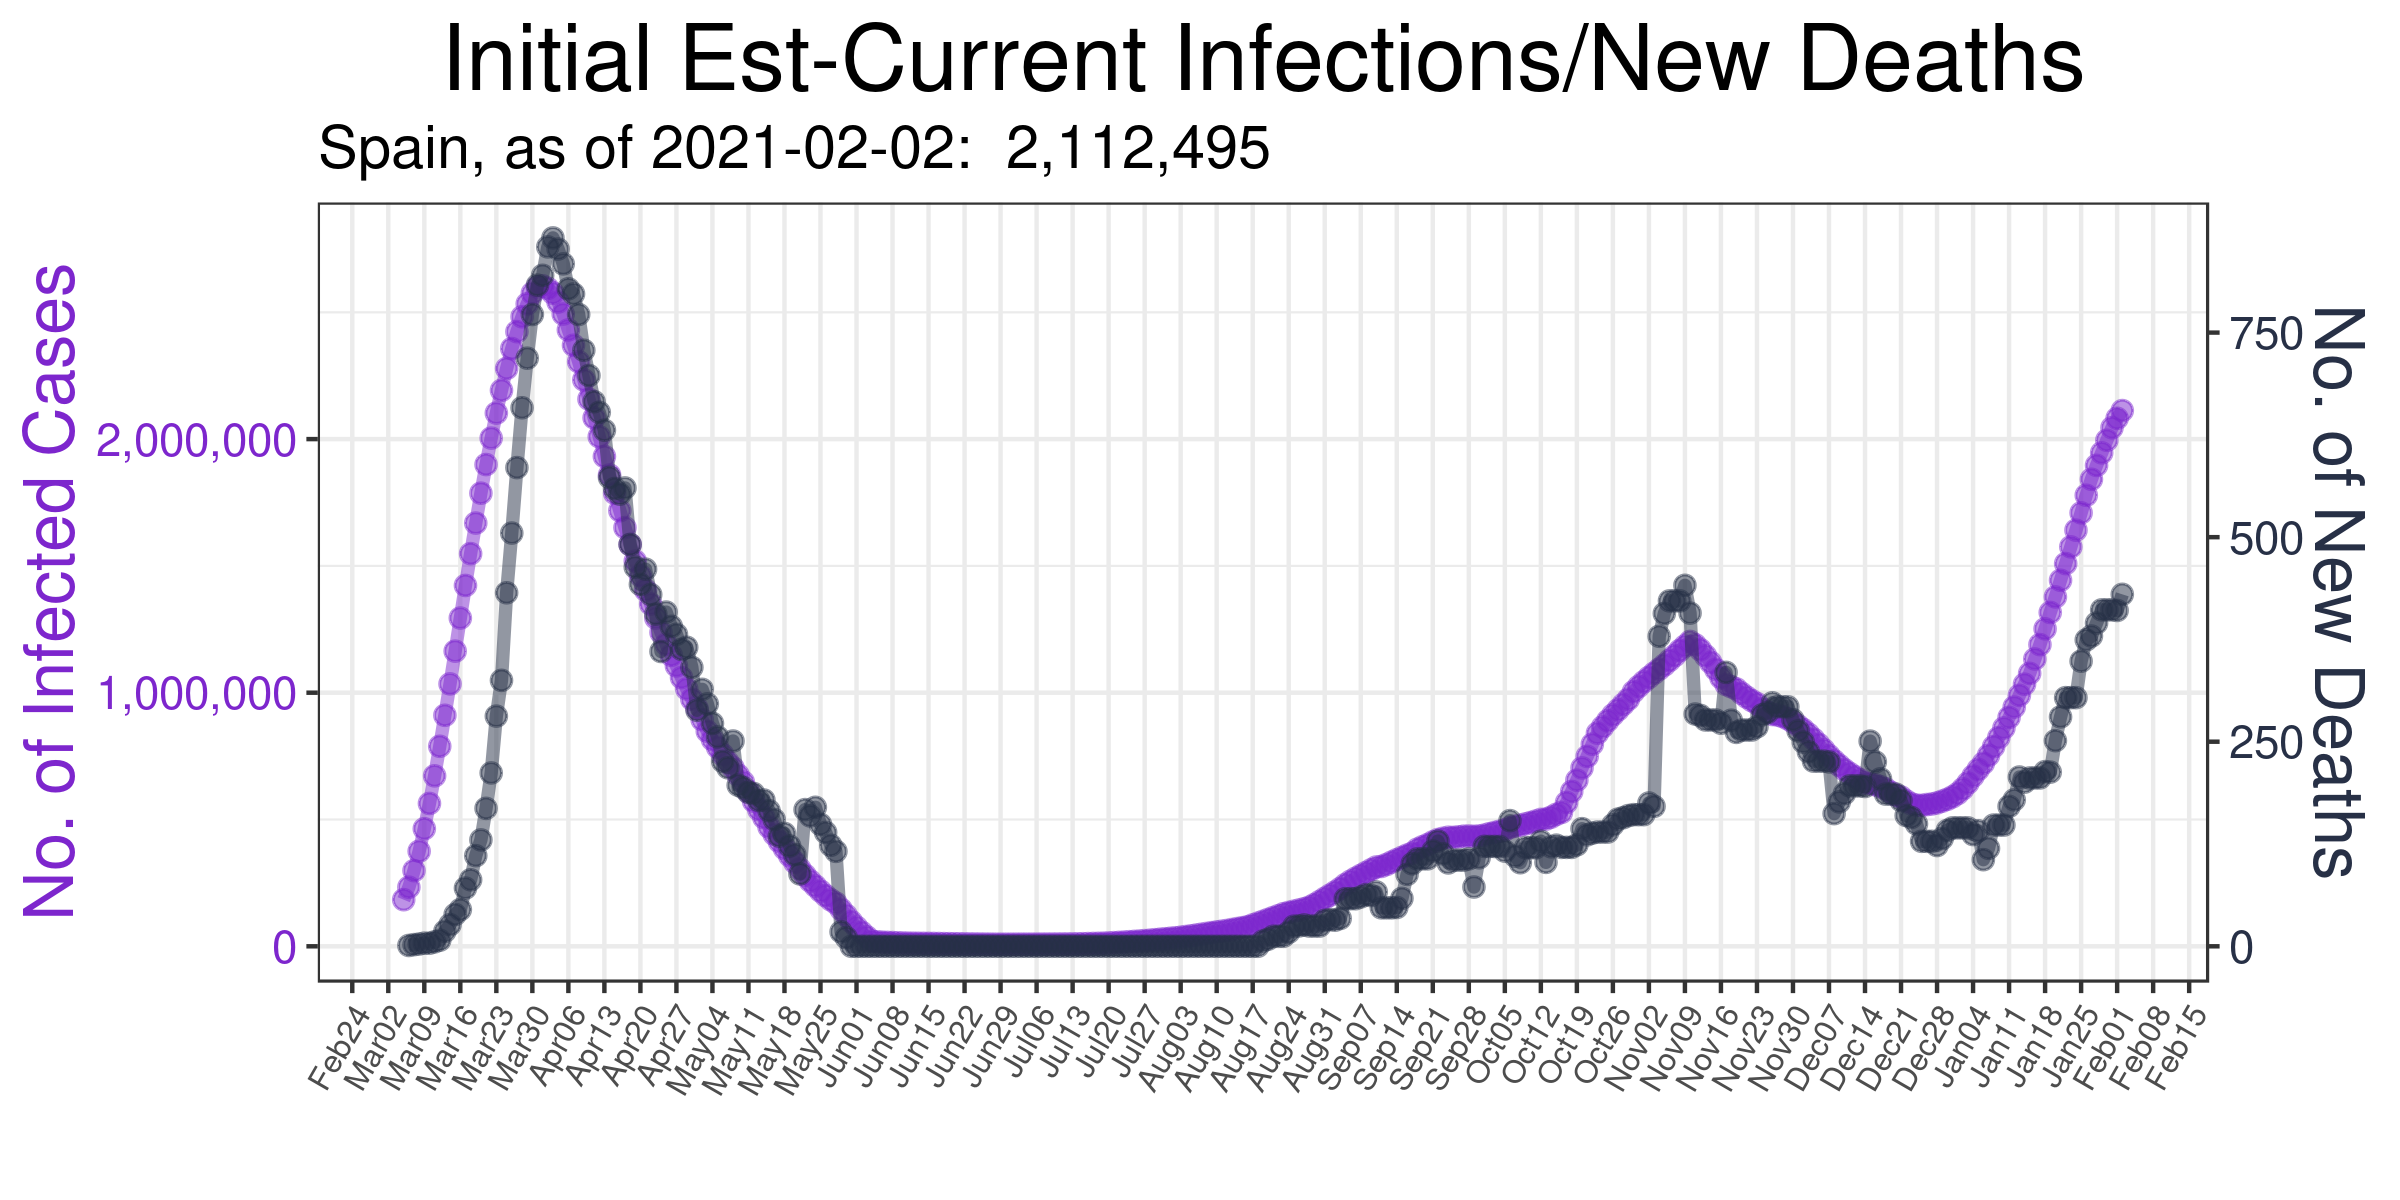 Initial Est-Current Infections/New Deaths
Spain, as of 2021-02-02: 2,112,495
No. of Infected Cases
2,000,000
1,000,000
0
750
500
250
0
No. of New Deaths
Feb24
Mar02
Mar09
Mar16
Mar23
Mar30
Apr06
Apr13
Apr20
Apr27
May04
May11
May18
May25
Jun01
Jun08
Jun15
Jun22
Jun29
Jul06
Jul13
Jul20
Jul27
Aug03
Aug10
Aug17
Aug24
Aug31
Sep07
Sep14
Sep21
Sep28
Oct05
Oct12
Oct19
Oct26
Nov02
Nov09
Nov16
Nov23
Nov30
Dec07
Dec14
Dec21
Dec28
Jan04
Jan11
Jan18
Jan25
Feb01
Feb08
Feb15